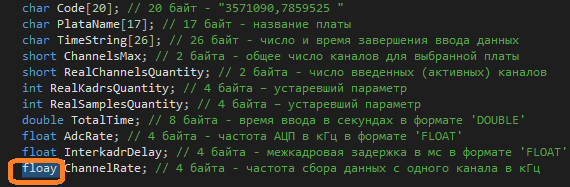 char Code[20]; // 20 байт - "3571090,7859525 "
char PlataName[17]; // 17 байт - название платы
char TimeString[26]; // 26 байт - число и время завершения ввода данных
short ChannelsMax; // 2 байта - общее число каналов для выбранной платы
short RealChannelsQuantity; // 2 байта - число введенных (активных) каналов
int RealKadrsQuantity; // 4 байта – устаревший параметр
int RealSamplesQuantity; // 4 байта – устаревший параметр
double TotalTime; // 8 байта - время ввода в секундах в формате 'DOUBLE'
float AdcRate; // 4 байта - частота АЦП в кГц в формате 'FLOAT'
float InterkadrDelay; // 4 байта - межкадровая задержка в мс в формате 'FLOAT'
floay ChannelRate; // 4 байта - частота сбора данных с одного канала в кГц